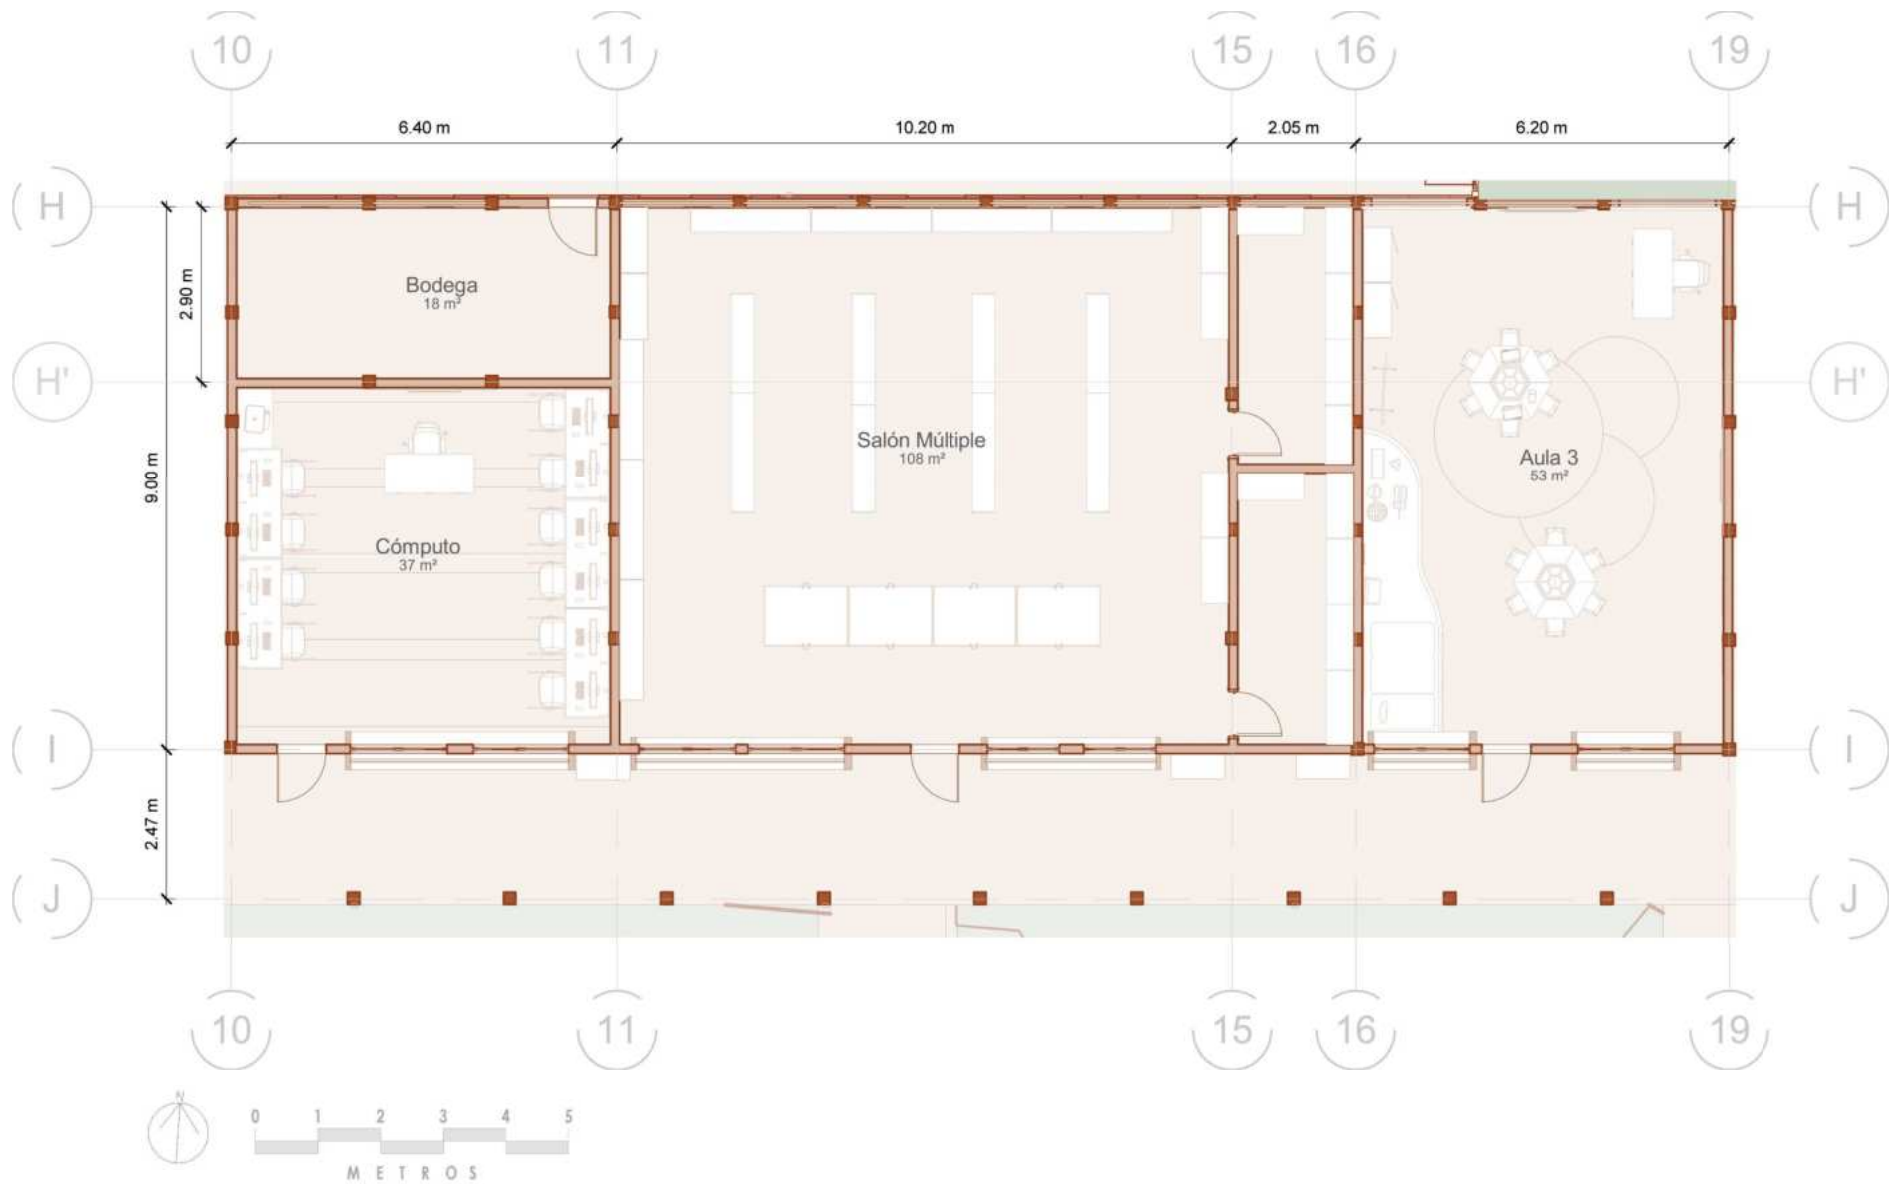 10 11 15 16 19
6.40 m 10.20 m 2.05 m 6.20 m
H H
2.90 m
Bodega
18 m²
H' H'
Salón Múltiple
108 m²
Aula 3
53 m²
9.00 m
Cómputo
37 m²
I I
2.47 m
J J
10 11 15 16 19
N
0 1 2 3 4 5
METROS